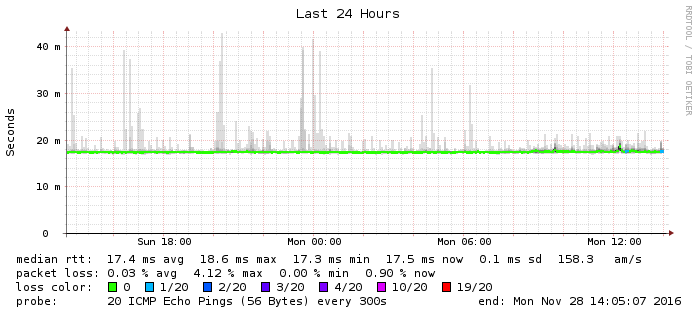 Last 24 Hours
RRDTOOL / TOBI OETIKER
Seconds
40 m
30 m
20 m
10 m
0
Sun 18:00 Mon 00:00 Mon 06:00 Mon 12:00
median rtt: 17.4 ms avg 18.6 ms max 17.3 ms min 17.5 ms now 0.1 ms sd 158.3 am/s
packet loss: 0.03 % avg 4.12 % max 0.00 % min 0.90 % now
loss color: 0 1/20 2/20 3/20 4/20 10/20 19/20
probe: 20 ICMP Echo Pings (56 Bytes) every 300s end: Mon Nov 28 14:05:07 2016